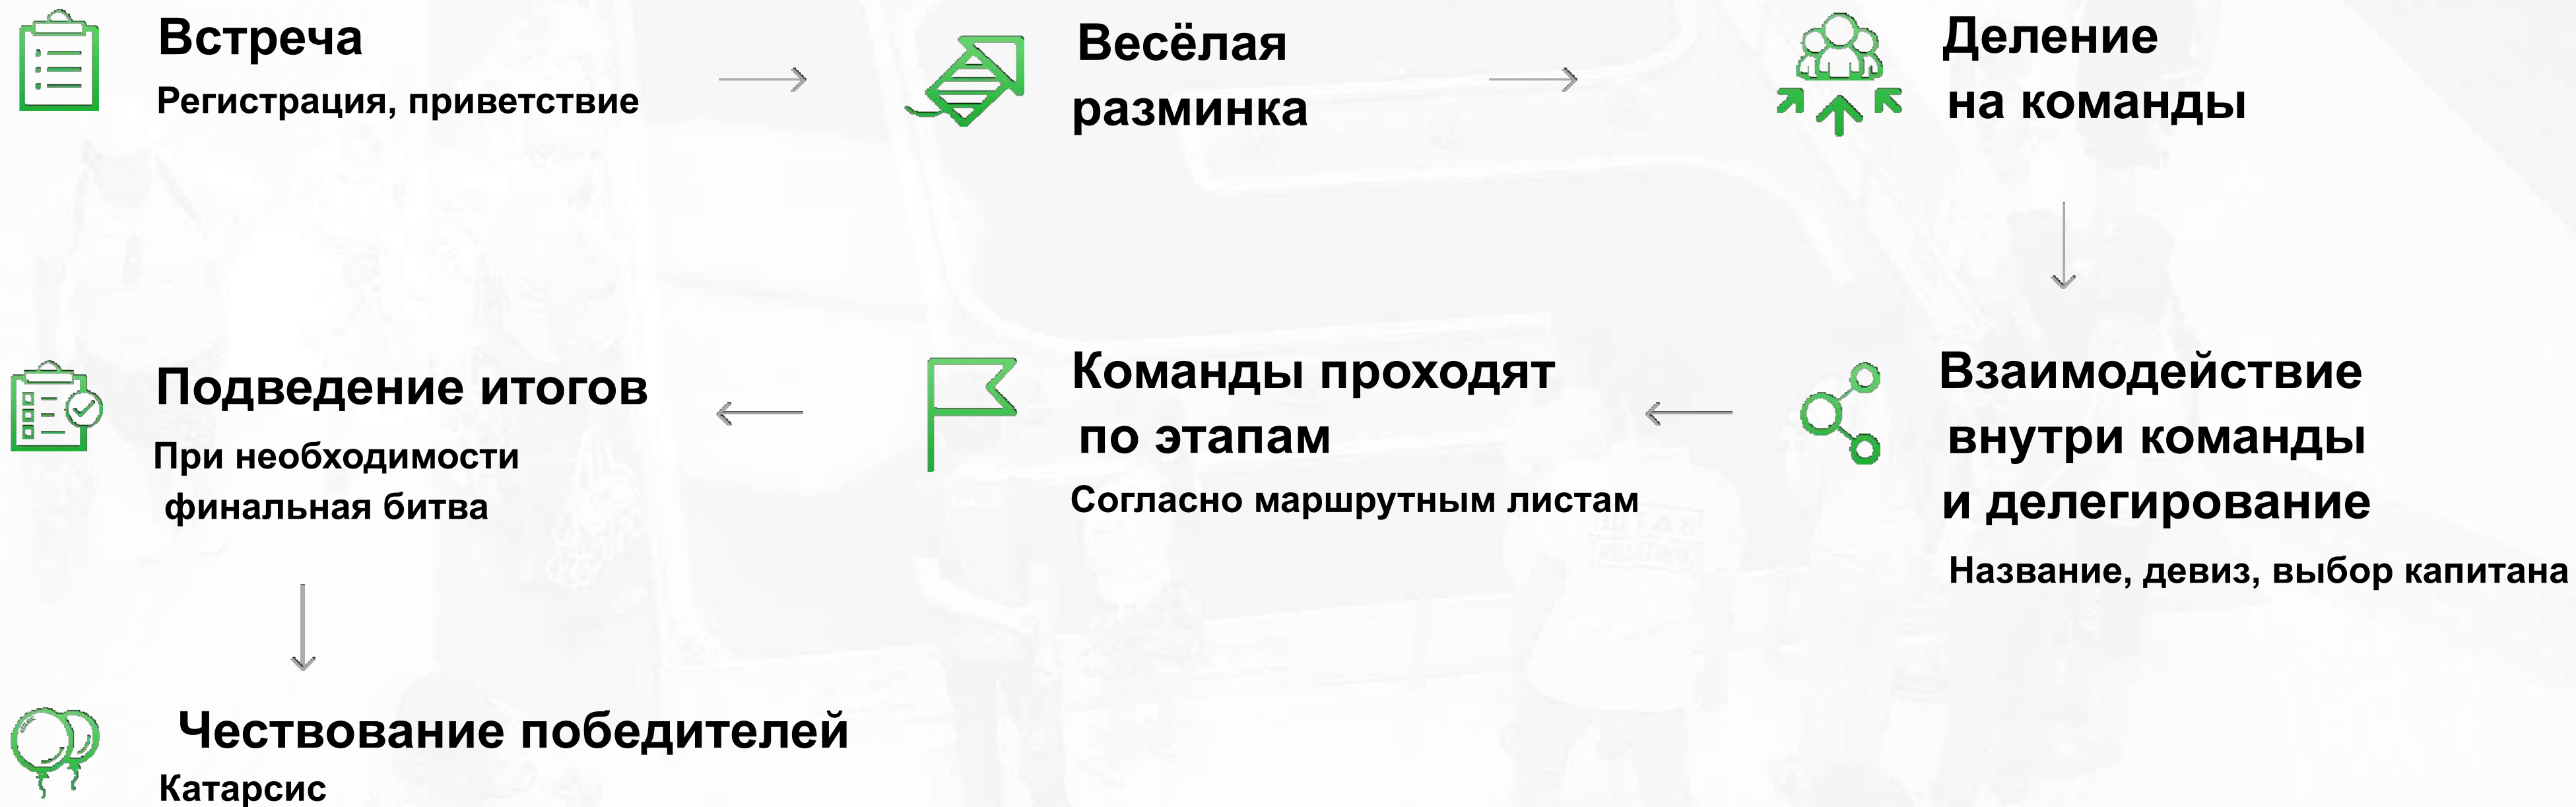 Встреча
Регистрация, приветствие
Весёлая
разминка
Деление
на команды
Взаимодействие
внутри команды
и делегирование
Название, девиз, выбор капитана
Команды проходят
по этапам
Согласно маршрутным листам
Подведение итогов
При необходимости
финальная битва
Чествование победителей
Катарсис